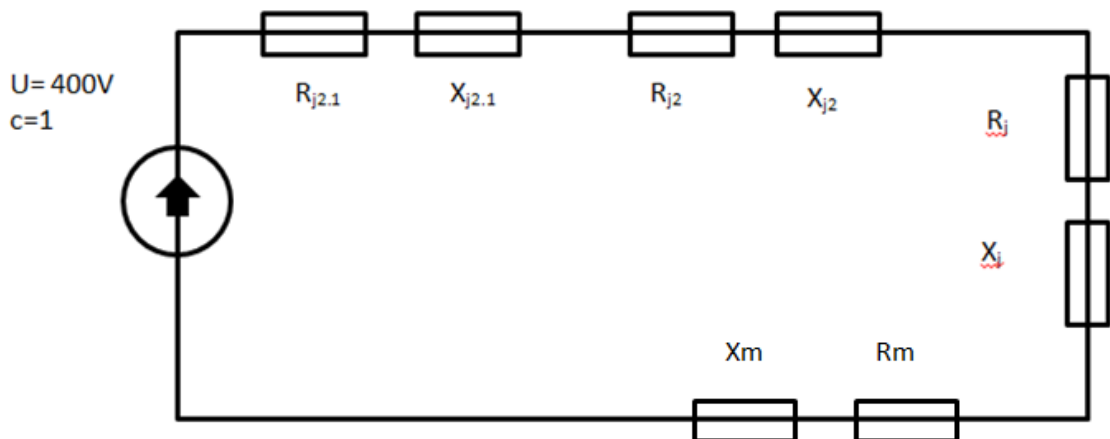 U= 400V
c=1
Rj2.1
Xj2.1
Rj2
Xj2
Rj
Xj
Xm
Rm